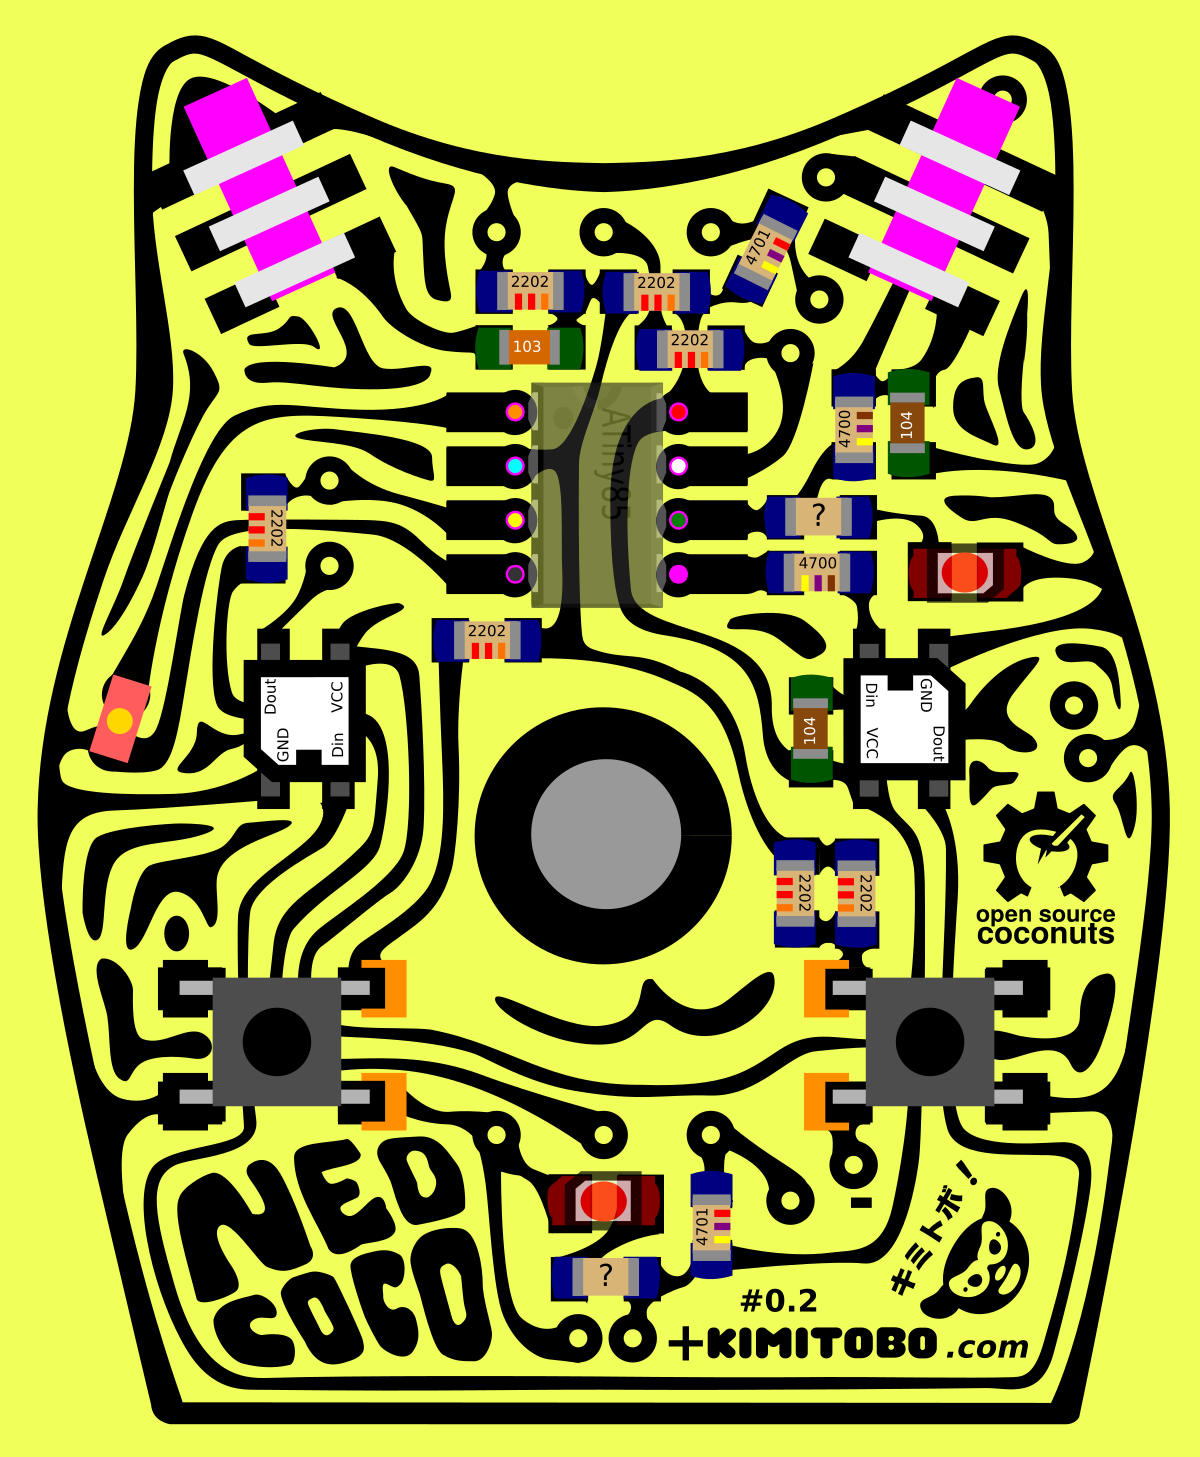 2202
2202
4701
103
2202
ATiny85
4700
104
2202
?
4700
2202
Dout
VCC
GND
Din
Din
GND
VCC
Dout
104
open source
coconuts
2202
2202
NEO
COCO
キミトボ!
-
4701
?
#0.2
+KIMITOBO.com